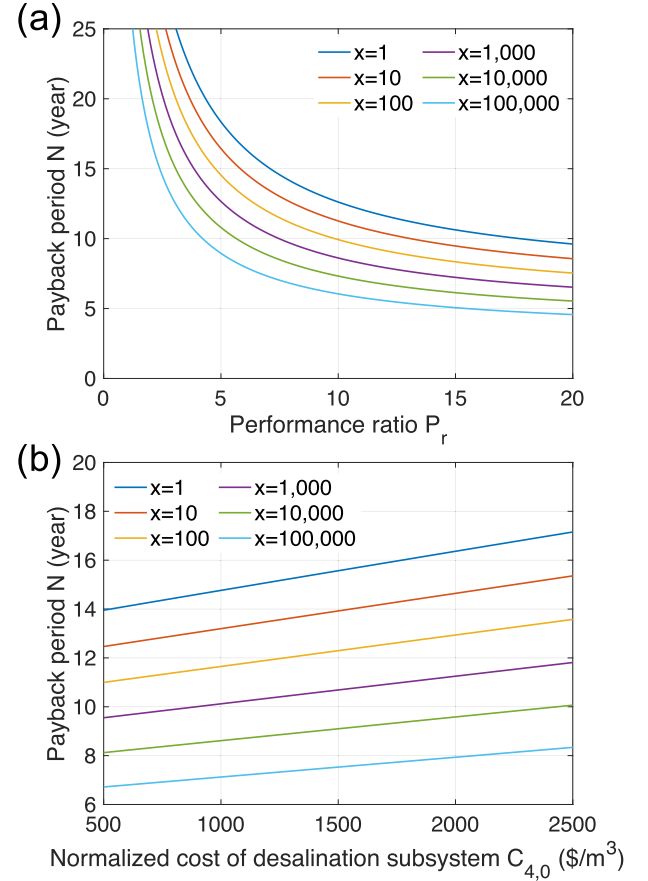 (a)
25
20
15
10
5
0
Payback period N (year)
x=1
x=10
x=100
x=1,000
x=10,000
x=100,000
0 5 10 15 20
Performance ratio P_r
(b)
20
18
16
14
12
10
8
6
Payback period N (year)
x=1
x=10
x=100
x=1,000
x=10,000
x=100,000
500 1000 1500 2000 2500
Normalized cost of desalination subsystem C_{4,0} ($/m³)